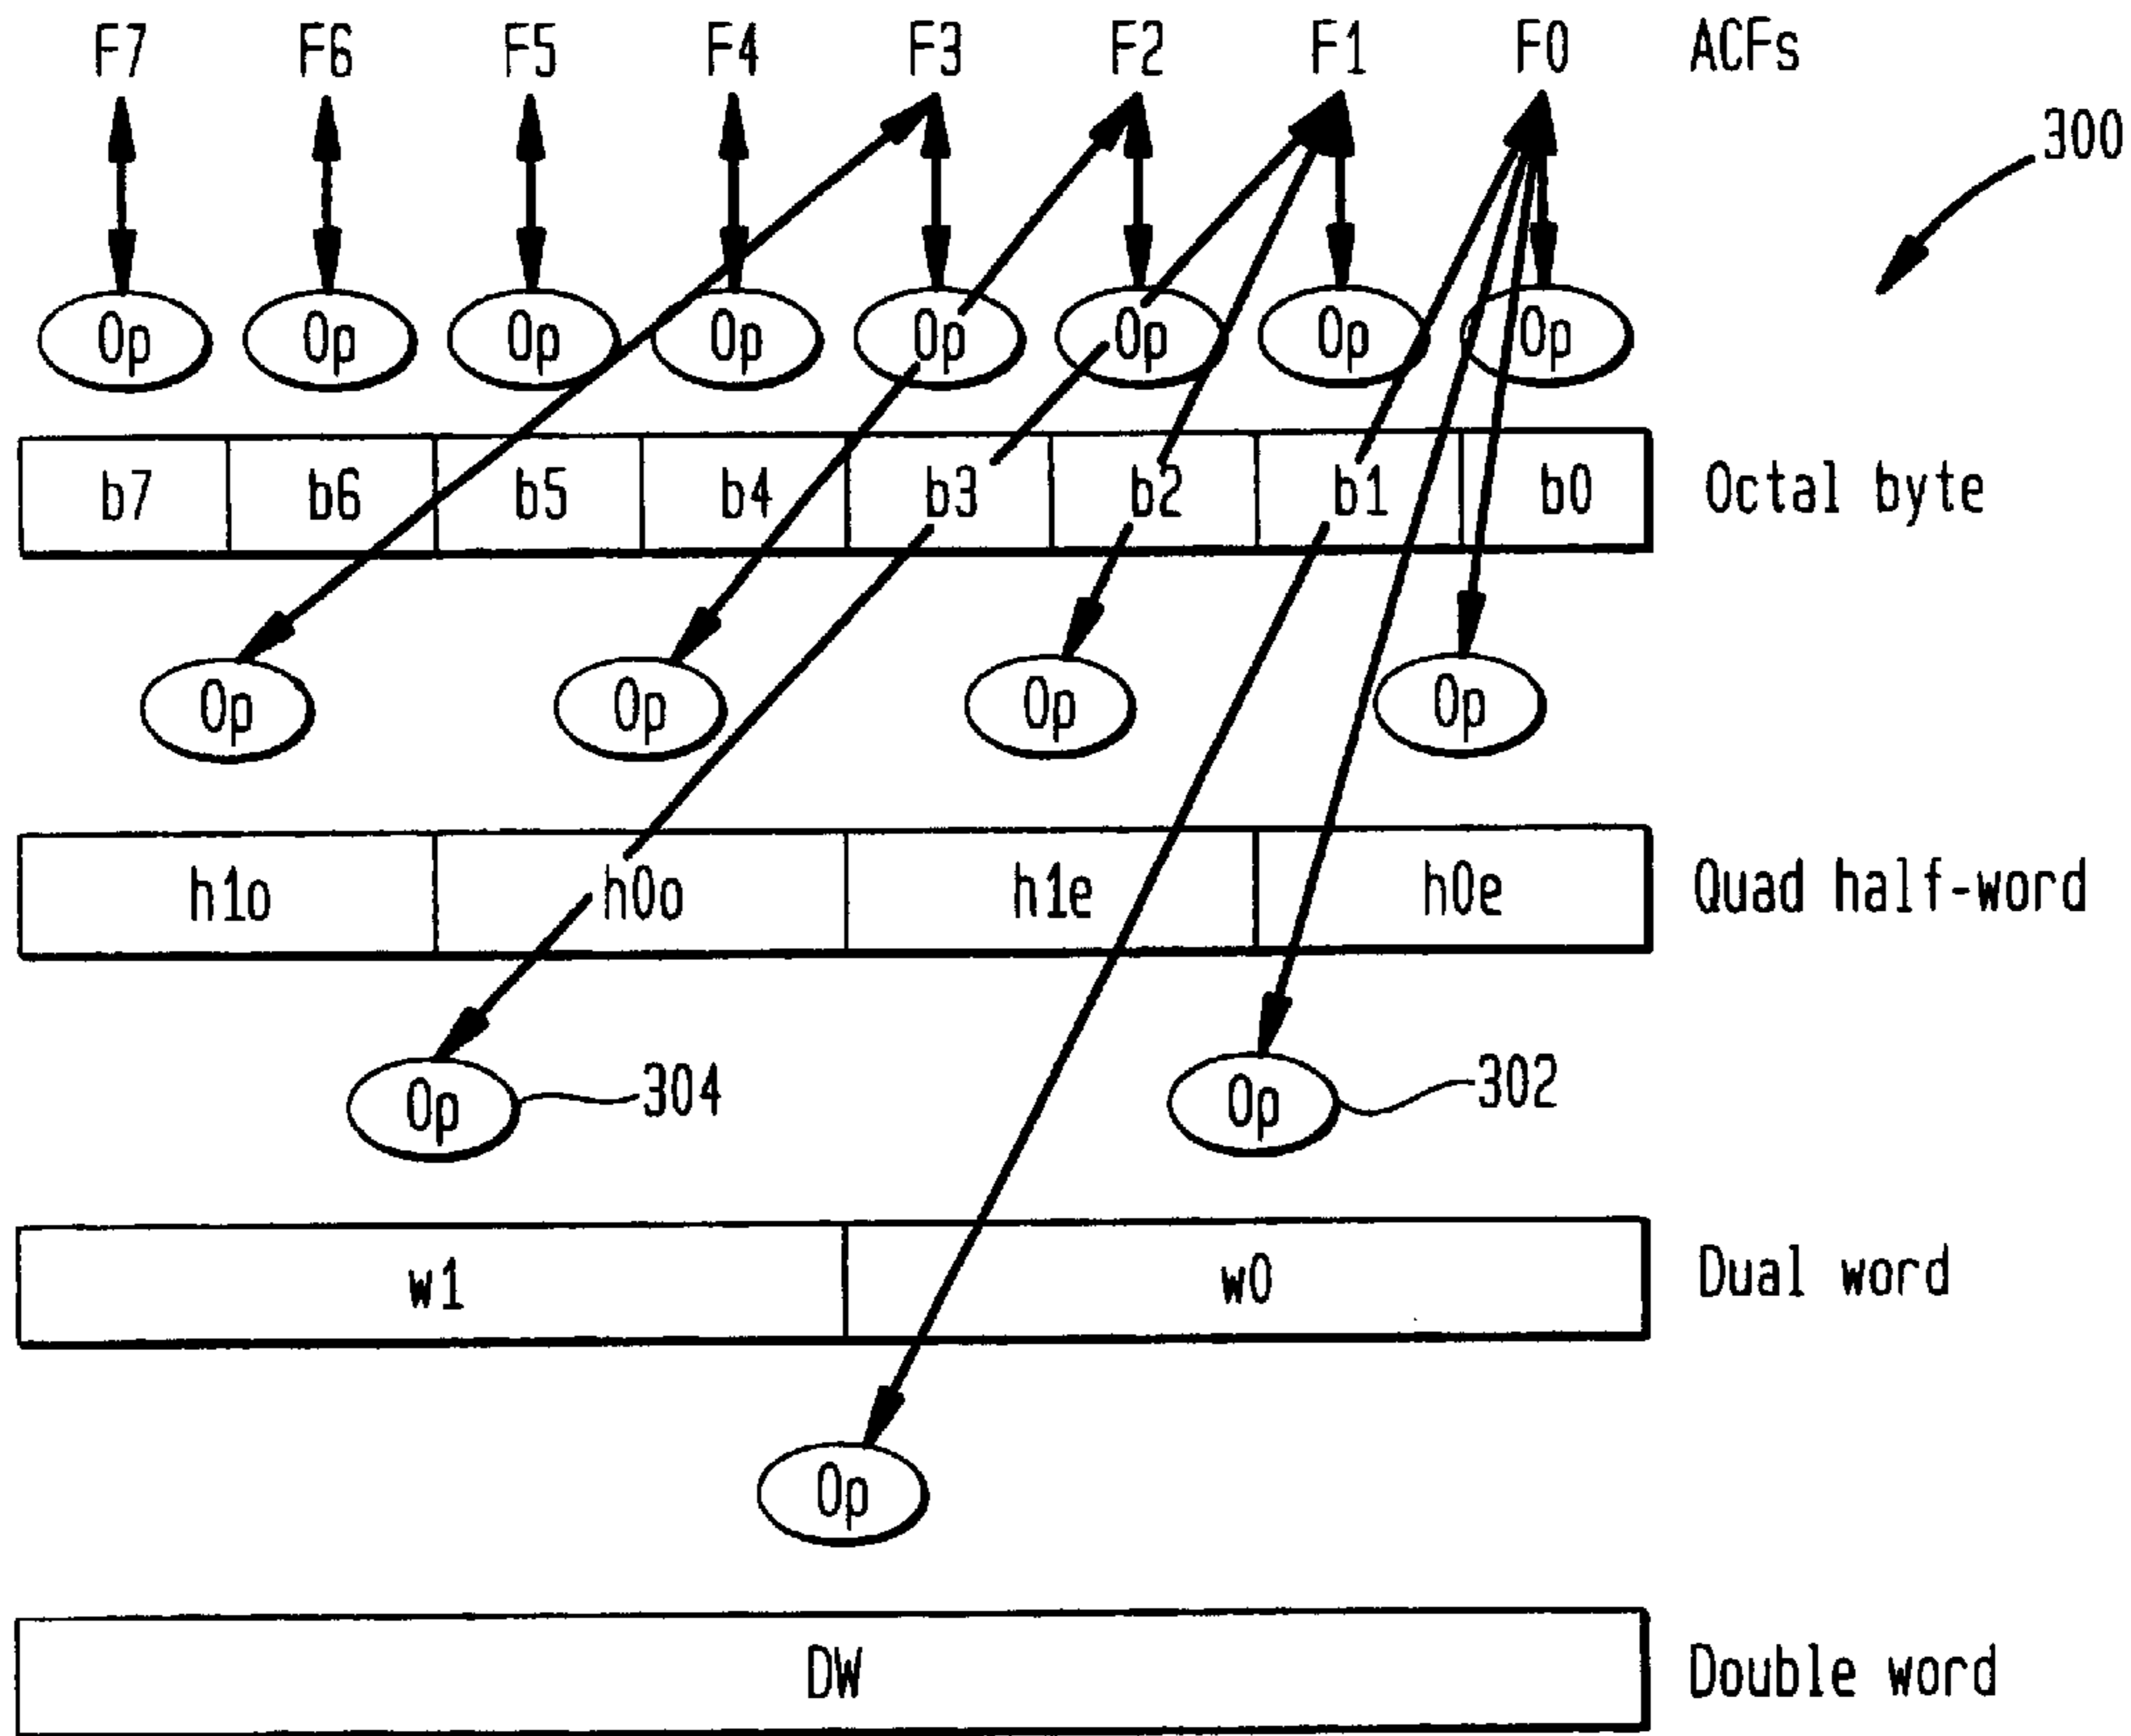 F7 F6 F5 F4 F3 F2 F1 F0 ACFs
300
Op Op Op Op Op Op Op Op
b7 b6 b5 b4 b3 b2 b1 b0 Octal byte
Op Op Op Op
h1o h0o h1e h0e Quad half-word
Op 304 Op 302
w1 w0 Dual word
Op
DW Double word